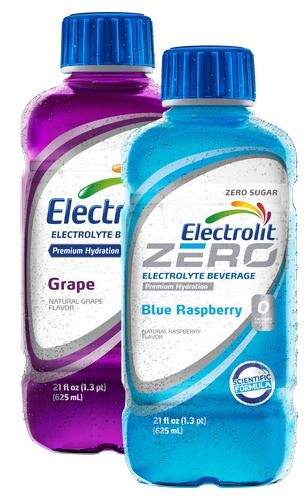 Electrolit
ELECTROLYTE BE
Premium Hydration
Grape
NATURAL GRAPE
FLAVOR
21 fl oz (1.3 pt)
(625 mL)
ZERO SUGAR
Electrolit
ZERO
ELECTROLYTE BEVERAGE
Premium Hydration
Blue Raspberry
0
NATURAL RASPBERRY
FLAVOR
SCIENTIFIC
FORMULA
21 fl oz (1.3 pt)
(625 mL)